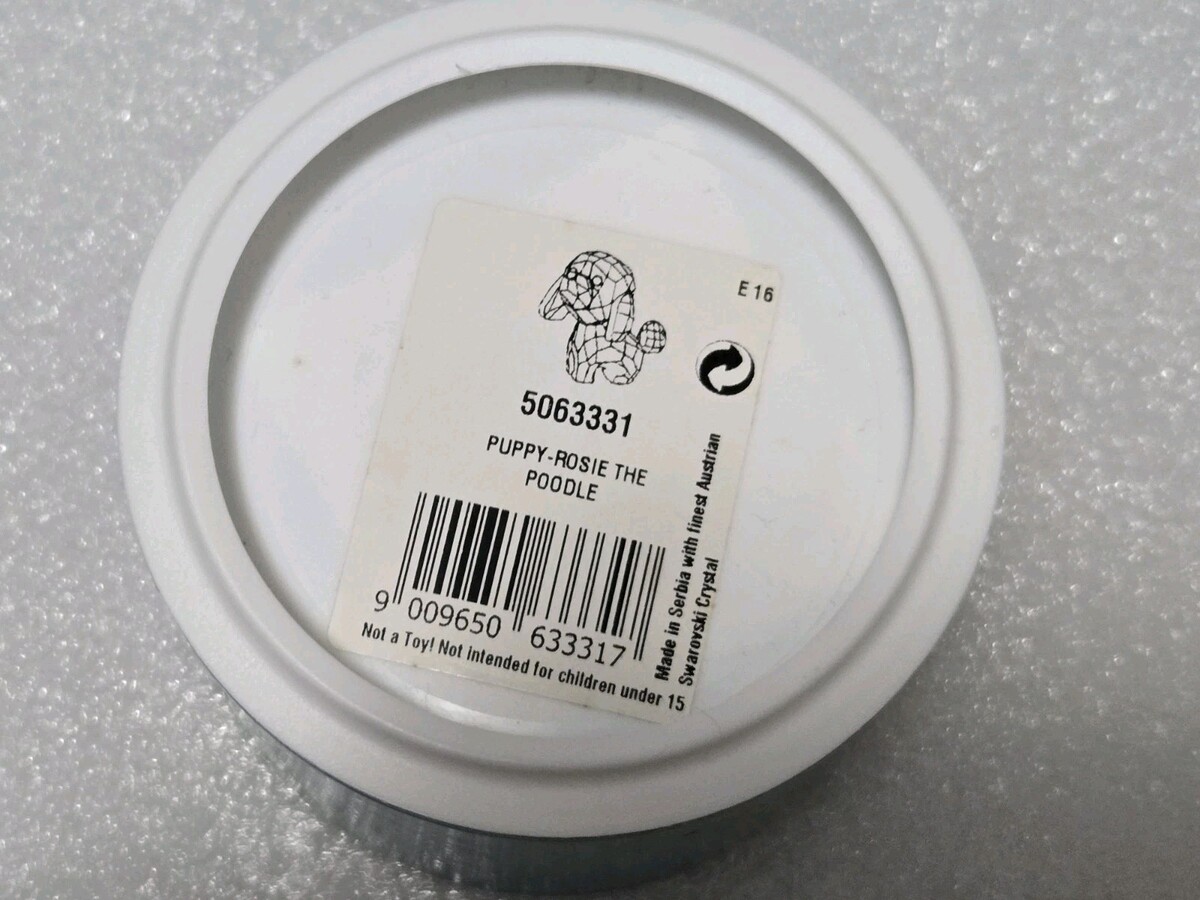 E 16
5063331
PUPPY-ROSIE THE
POODLE
9 009650 633317
Not a Toy! Not intended for children under 15
Made in Serbia with finest Austrian
Swarovski Crystal